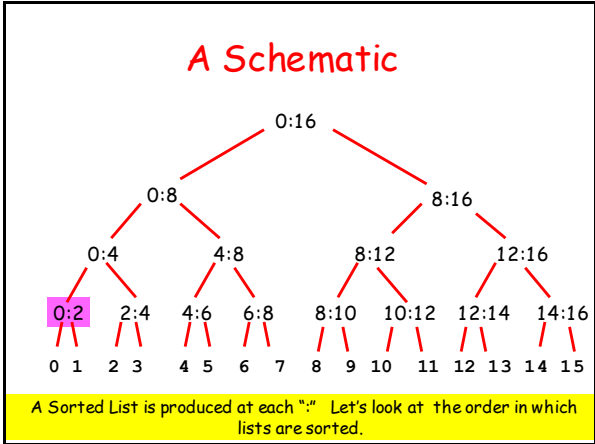 A Schematic
0:16
0:8 8:16
0:4 4:8 8:12 12:16
0:2 2:4 4:6 6:8 8:10 10:12 12:14 14:16
0 1 2 3 4 5 6 7 8 9 10 11 12 13 14 15
A Sorted List is produced at each “:” Let’s look at the order in which
lists are sorted.